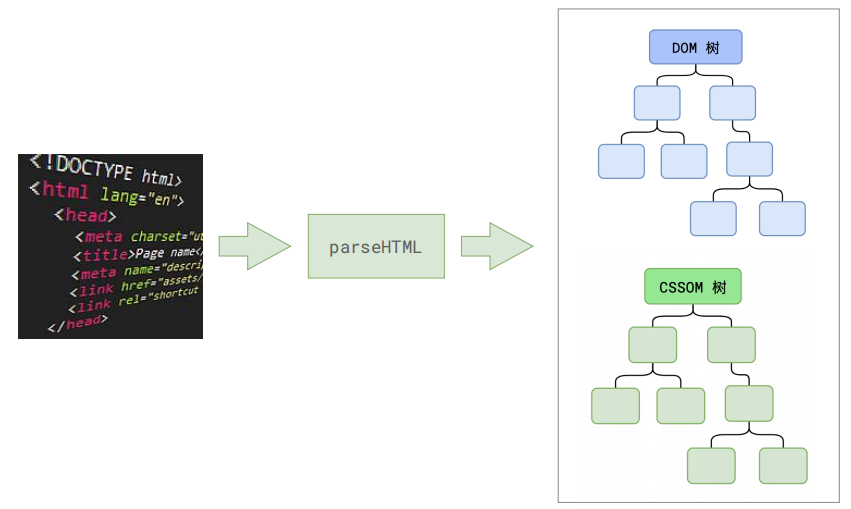 <!DOCTYPE html>
<html lang="en">
<head>
<meta charset="ut
<title>Page name</
<meta name="descri
<link href="assets/
<link rel="shortcut
</head>
parseHTML
DOM 树
CSSOM 树